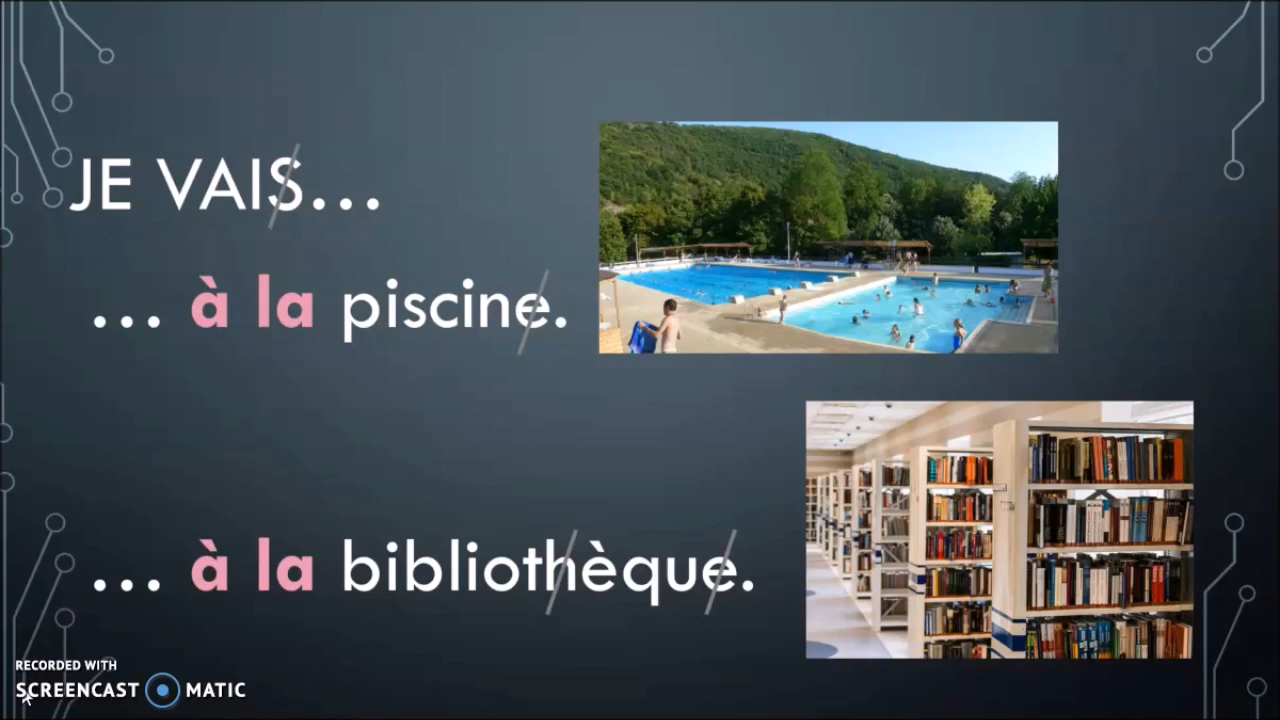 JE VAIS...
... à la piscine.
... à la bibliothèque.
RECORDED WITH
SCREENCAST MATIC